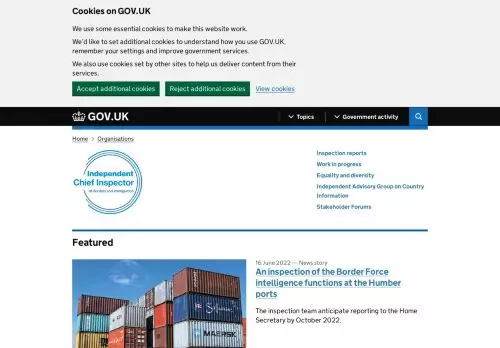 Cookies on GOV.UK
We use some essential cookies to make this website work.
We'd like to set additional cookies to understand how you use GOV.UK,
remember your settings and improve government services.
We also use cookies set by other sites to help us deliver content from their
services.
Accept additional cookies
Reject additional cookies
View cookies
GOV.UK
Topics
Government activity
Home
Organisations
Independent
Chief Inspector
of Borders and Immigration
Inspection reports
Work in progress
Equality and diversity
Independent Advisory Group on Country
Information
Stakeholder Forums
Featured
16 June 2022 — News story
An inspection of the Border Force
intelligence functions at the Humber
ports
The inspection team anticipate reporting to the Home
Secretary by October 2022.
MAERSK